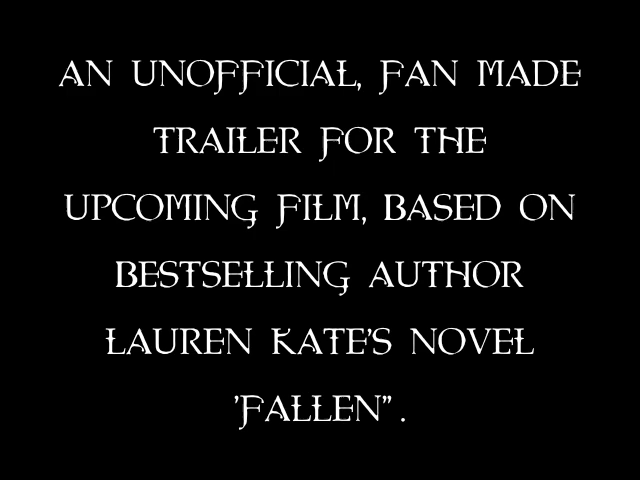 AN UNOFFICIAL, FAN MADE
TRAILER FOR THE
UPCOMING FILM, BASED ON
BESTSELLING AUTHOR
LAUREN KATE'S NOVEL
'FALLEN".